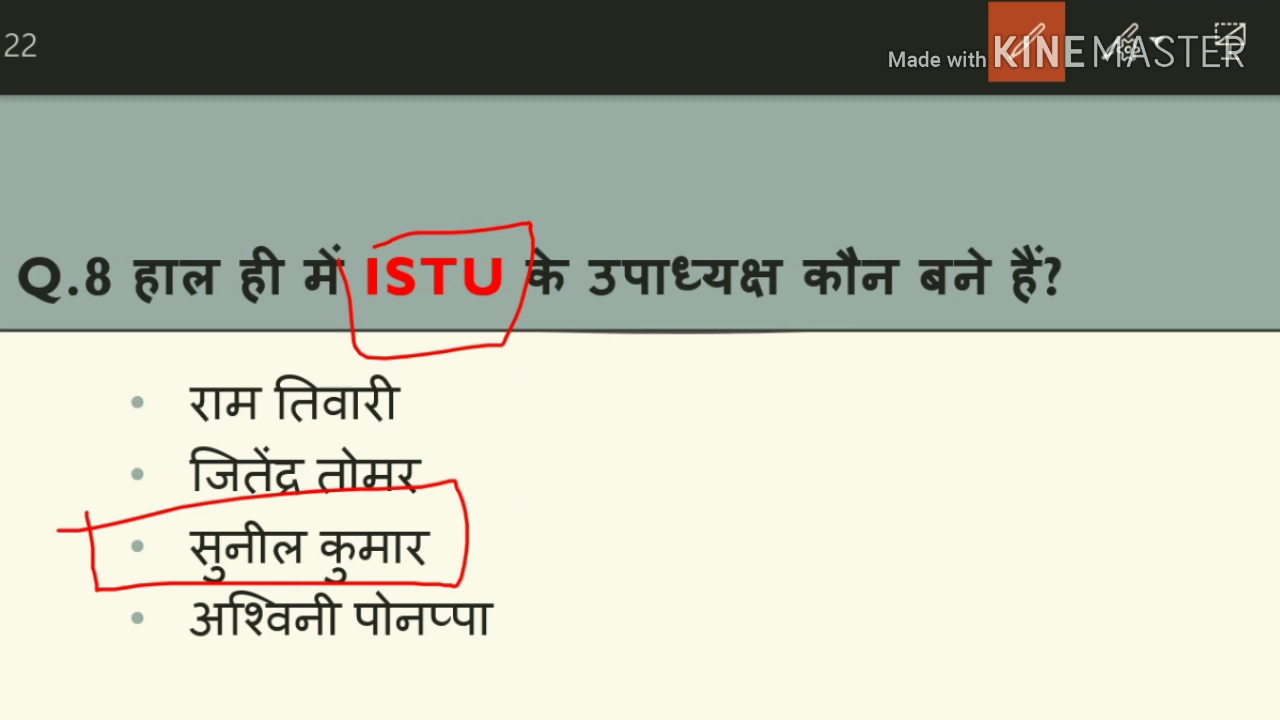 22
Made with KINEMASTER
Q.8 हाल ही में ISTU के उपाध्यक्ष कौन बने हैं?
• राम तिवारी
• जितेंद्र तोमर
• सुनील कुमार
• अश्विनी पोनप्पा